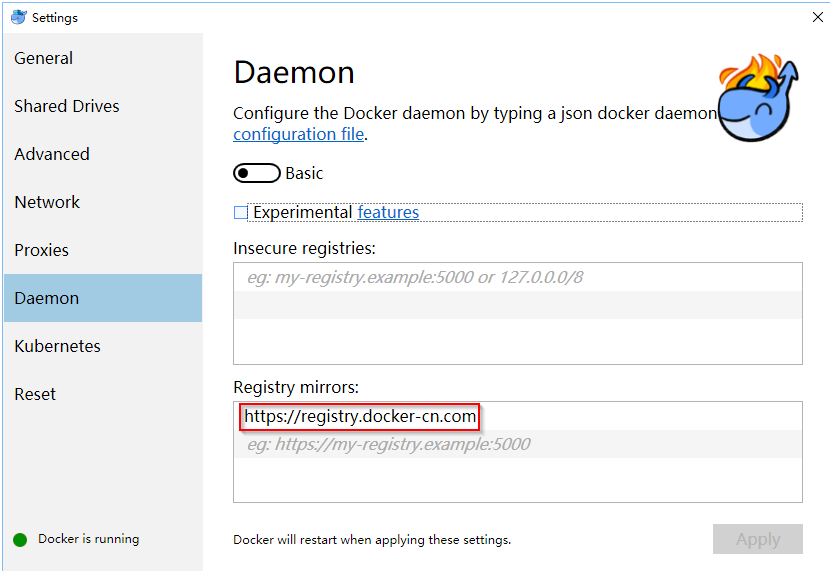 Settings
General
Shared Drives
Advanced
Network
Proxies
Daemon
Kubernetes
Reset
Docker is running
Daemon
Configure the Docker daemon by typing a json docker daemon
configuration file.
Basic
Experimental features
Insecure registries:
eg: my-registry.example:5000 or 127.0.0.0/8
Registry mirrors:
https://registry.docker-cn.com
eg: https://my-registry.example:5000
Docker will restart when applying these settings.
Apply